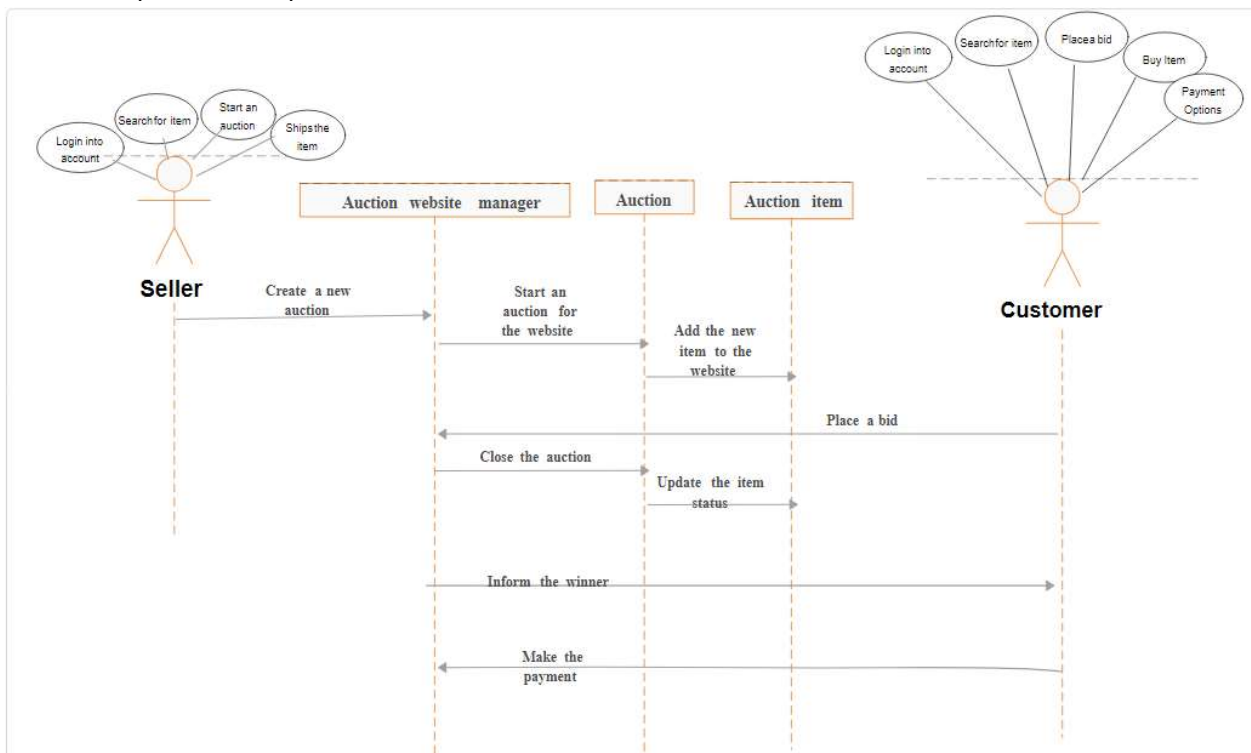 Login into
account
Search for item
Start an
auction
Ships the
item
Login into
account
Search for item
Place a bid
Buy Item
Payment
Options
Auction website manager
Auction
Auction item
Seller
Customer
Create a new
auction
Start an
auction for
the website
Add the new
item to the
website
Place a bid
Close the auction
Update the item
status
Inform the winner
Make the
payment